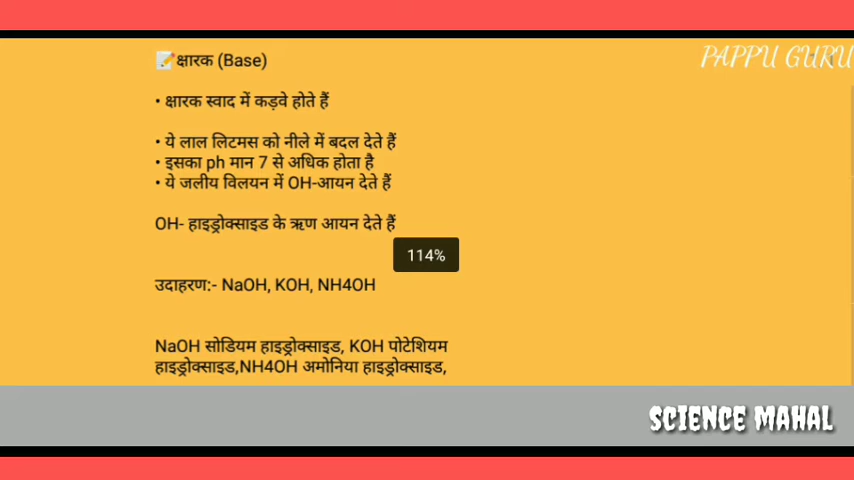 PAPPU GURU
📝क्षारक (Base)
• क्षारक स्वाद में कड़वे होते हैं
• ये लाल लिटमस को नीले में बदल देते हैं
• इसका ph मान 7 से अधिक होता है
• ये जलीय विलयन में OH-आयन देते हैं
OH- हाइड्रोक्साइड के ऋण आयन देते हैं
114%
उदाहरण:- NaOH, KOH, NH4OH
NaOH सोडियम हाइड्रोक्साइड, KOH पोटेशियम
हाइड्रोक्साइड,NH4OH अमोनिया हाइड्रोक्साइड,
SCIENCE MAHAL